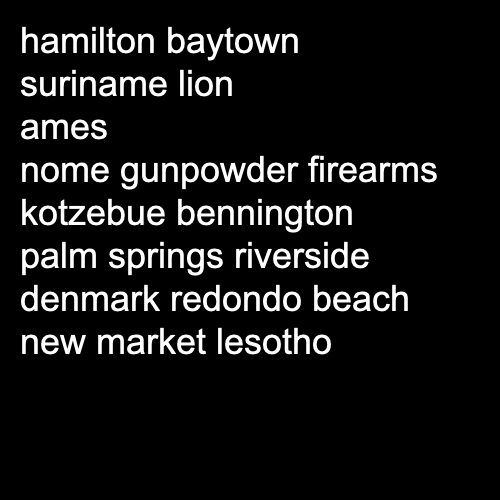 hamilton baytown
suriname lion
ames
nome gunpowder firearms
kotzebue bennington
palm springs riverside
denmark redondo beach
new market lesotho